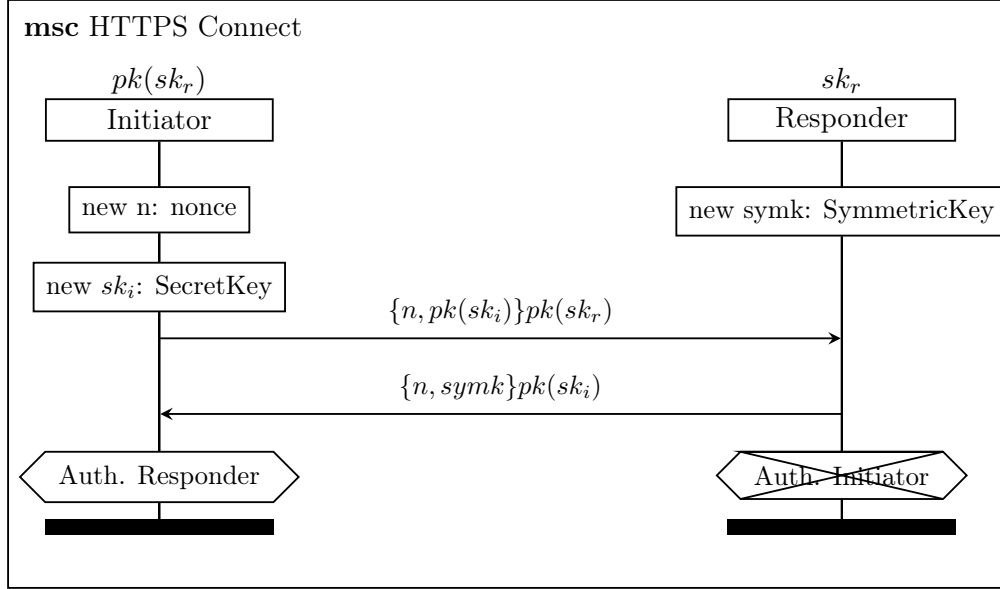 msc HTTPS Connect
pk(sk_r)
sk_r
Initiator
Responder
new n: nonce
new symk: SymmetricKey
new sk_i: SecretKey
{n, pk(sk_i)}pk(sk_r)
{n, symk}pk(sk_i)
Auth. Responder
Auth. Initiator